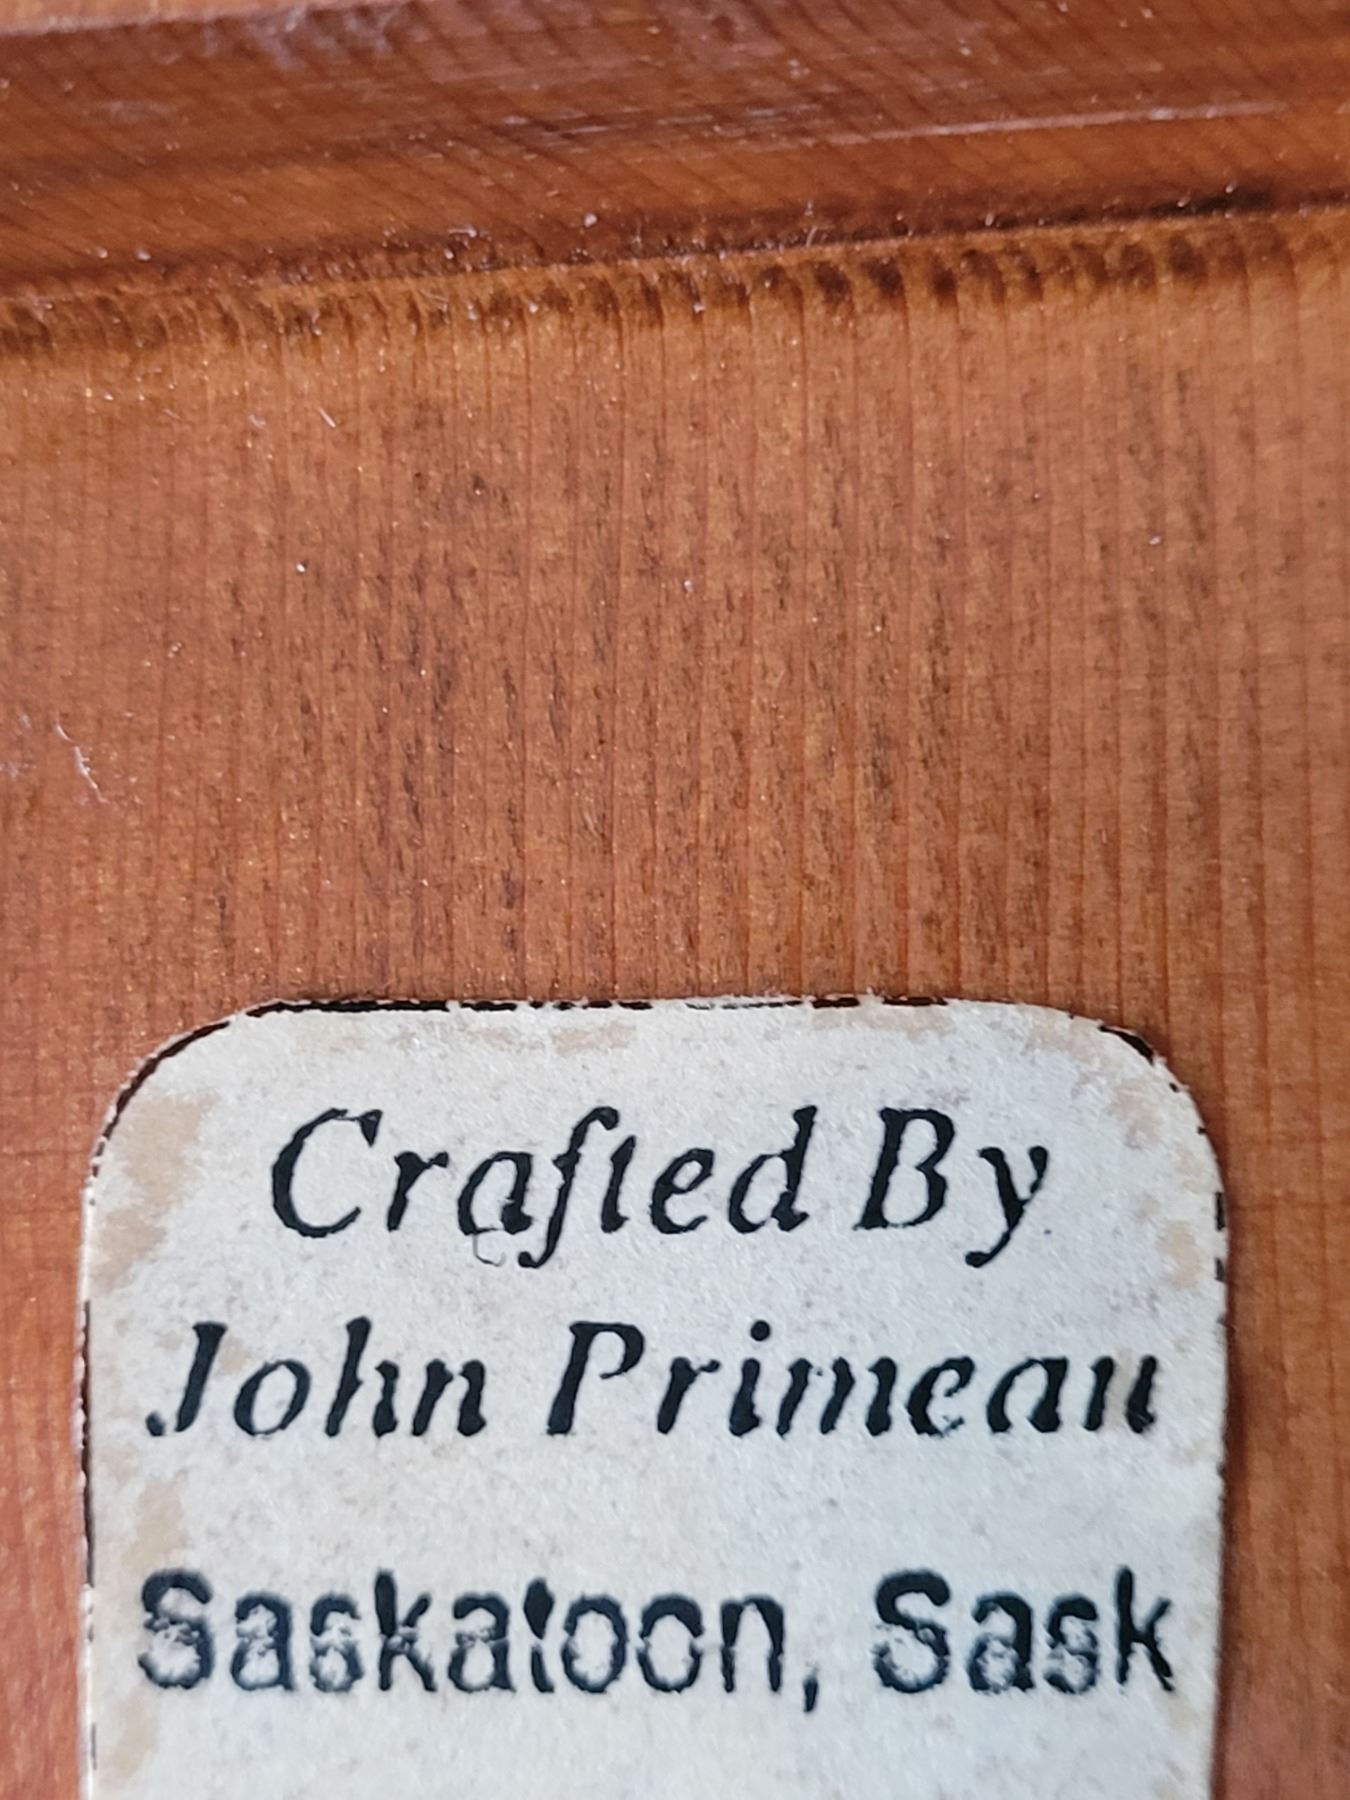 Crafted By
John Primeau
Saskatoon, Sask